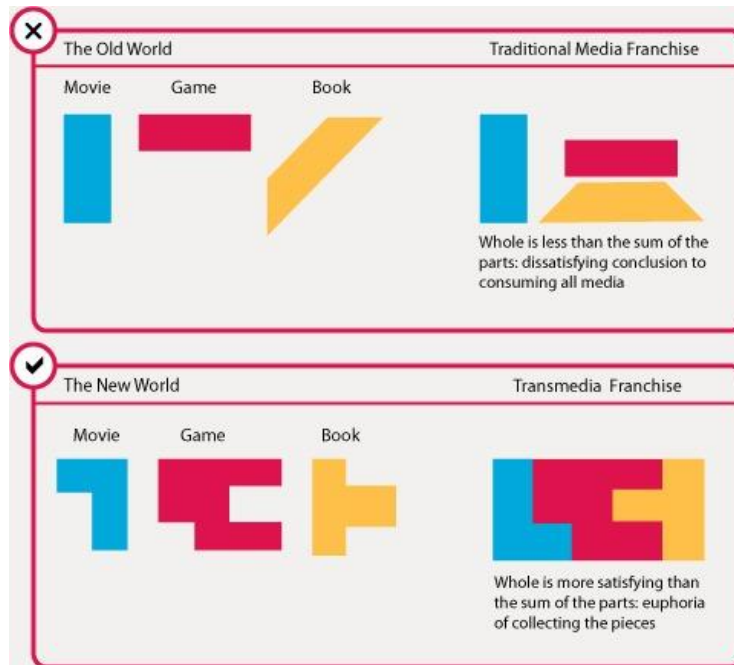 The Old World
Traditional Media Franchise
Movie
Game
Book
Whole is less than the sum of the
parts: dissatisfying conclusion to
consuming all media
The New World
Transmedia Franchise
Movie
Game
Book
Whole is more satisfying than
the sum of the parts: euphoria
of collecting the pieces